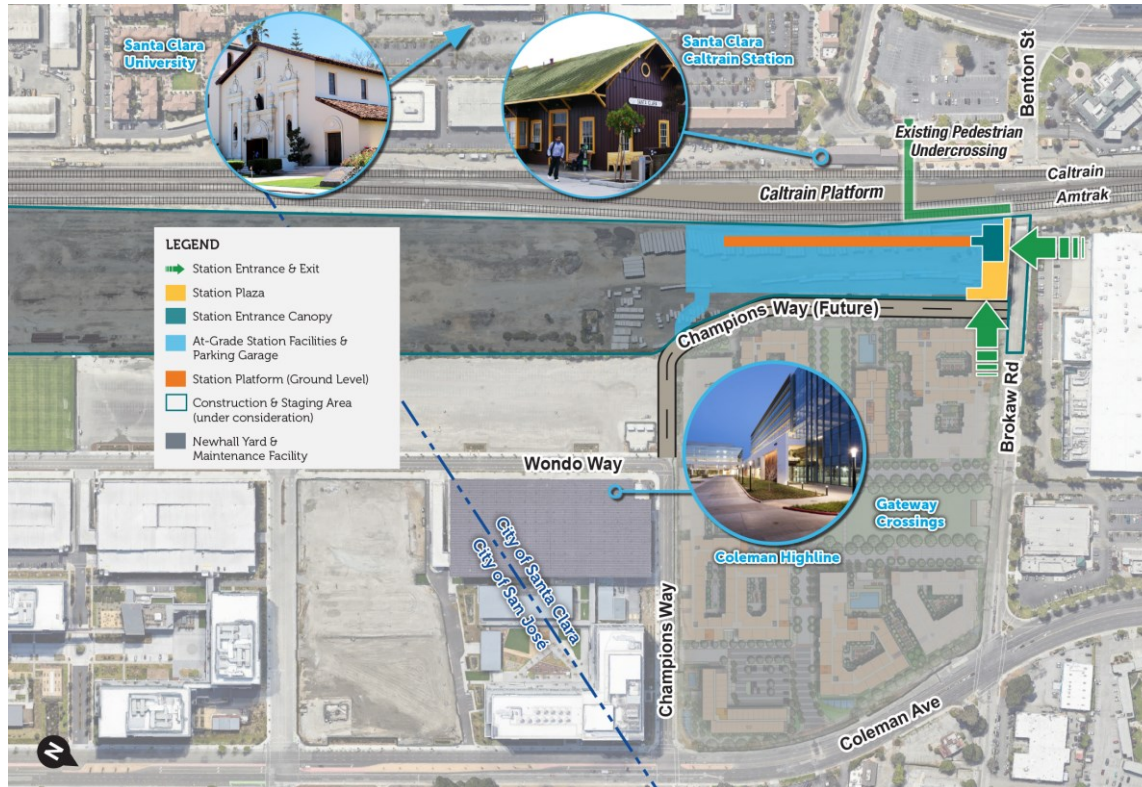 Santa Clara
University
Santa Clara
Caltrain Station
Benton St
Existing Pedestrian
Undercrossing
Caltrain
Amtrak
Caltrain Platform
LEGEND
Station Entrance & Exit
Station Plaza
Station Entrance Canopy
At-Grade Station Facilities &
Parking Garage
Station Platform (Ground Level)
Construction & Staging Area
(under consideration)
Newhall Yard &
Maintenance Facility
Champions Way (Future)
Brokaw Rd
Wondo Way
Gateway
Crossings
Coleman Highline
City of Santa Clara
City of San José
Champions Way
Coleman Ave
N
SANTA CLARA